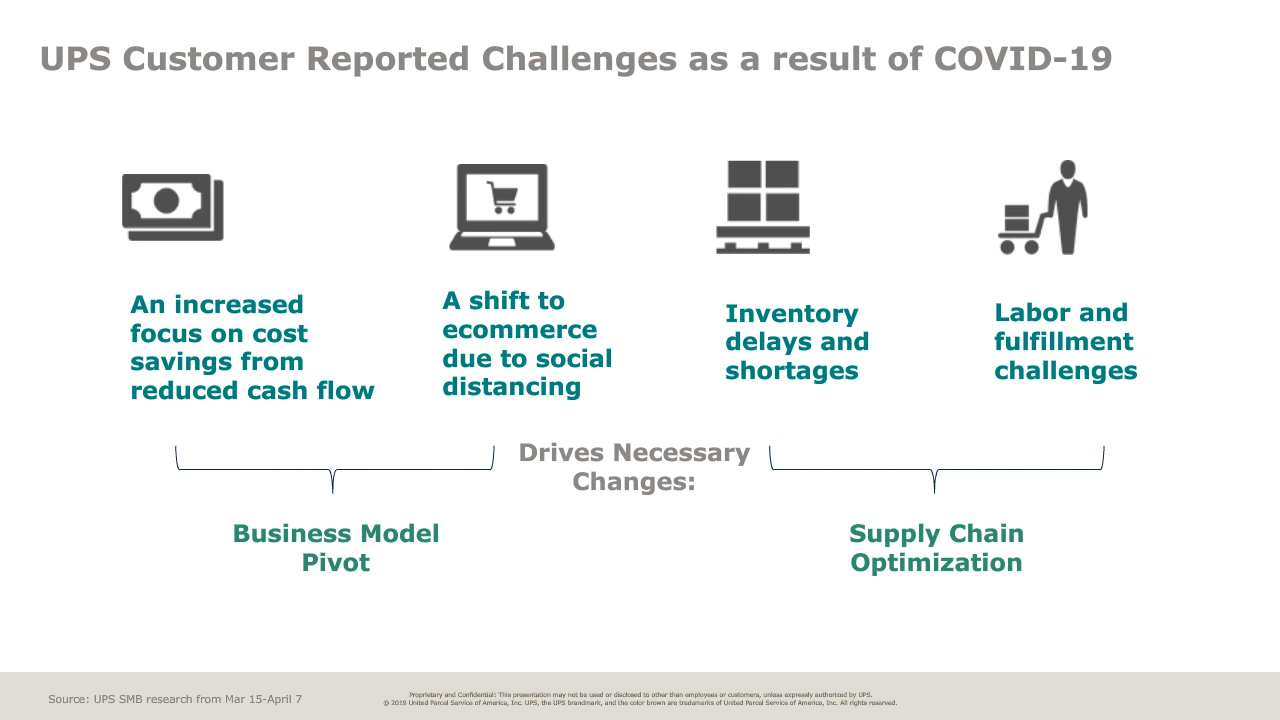 UPS Customer Reported Challenges as a result of COVID-19
An increased
focus on cost
savings from
reduced cash flow
A shift to
ecommerce
due to social
distancing
Inventory
delays and
shortages
Labor and
fulfillment
challenges
Drives Necessary
Changes:
Business Model
Pivot
Supply Chain
Optimization
Source: UPS SMB research from Mar 15-April 7
Proprietary and Confidential: This presentation may not be used or disclosed to other than employees or customers, unless expressly authorized by UPS.
© 2019 United Parcel Service of America, Inc. UPS, the UPS brandmark, and the color brown are trademarks of United Parcel Service of America, Inc. All rights reserved.